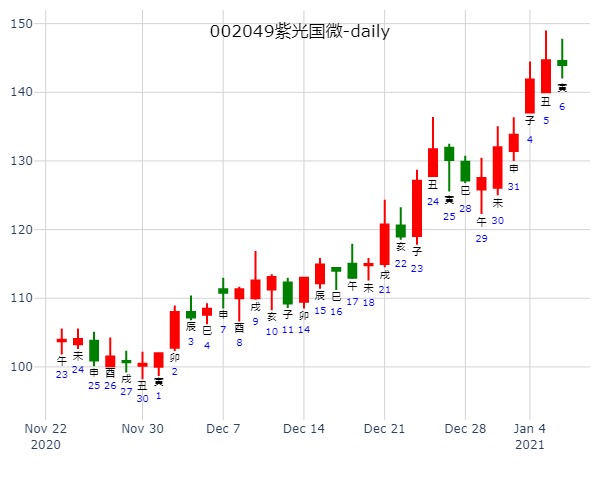 002049紫光国微-daily
150
140
130
120
110
100
午 未 申 酉 戌 丑 寅 卯 辰 巳 申 酉 戌 亥 子 卯 辰 巳 午 未 戌 亥 子 丑 寅 巳 午 未 申 子 丑 寅
23 24 25 26 27 30 1 2 3 4 7 8 9 10 11 14 15 16 17 18 21 22 23 24 25 28 29 30 31 4 5 6
Nov 22 Nov 30 Dec 7 Dec 14 Dec 21 Dec 28 Jan 4
2020 2021